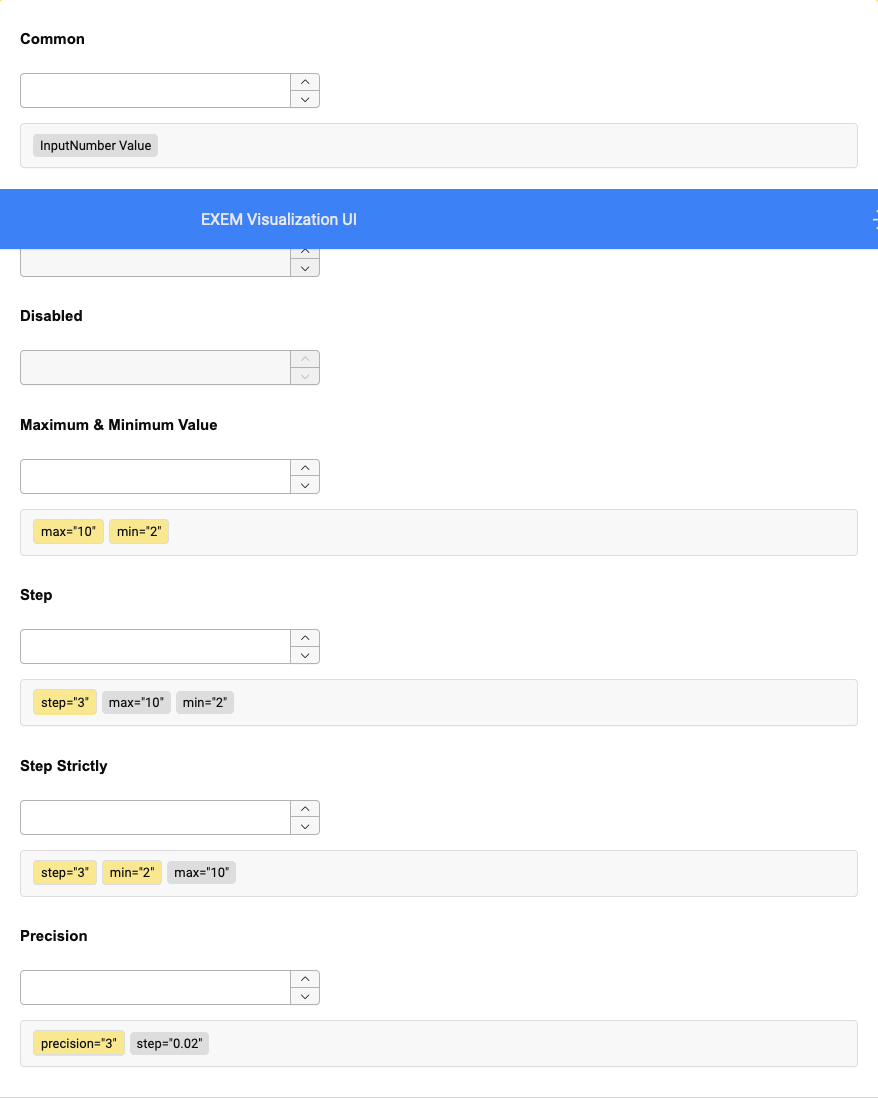 Common
InputNumber Value
EXEM Visualization UI
Disabled
Maximum & Minimum Value
max="10" min="2"
Step
step="3" max="10" min="2"
Step Strictly
step="3" min="2" max="10"
Precision
precision="3" step="0.02"